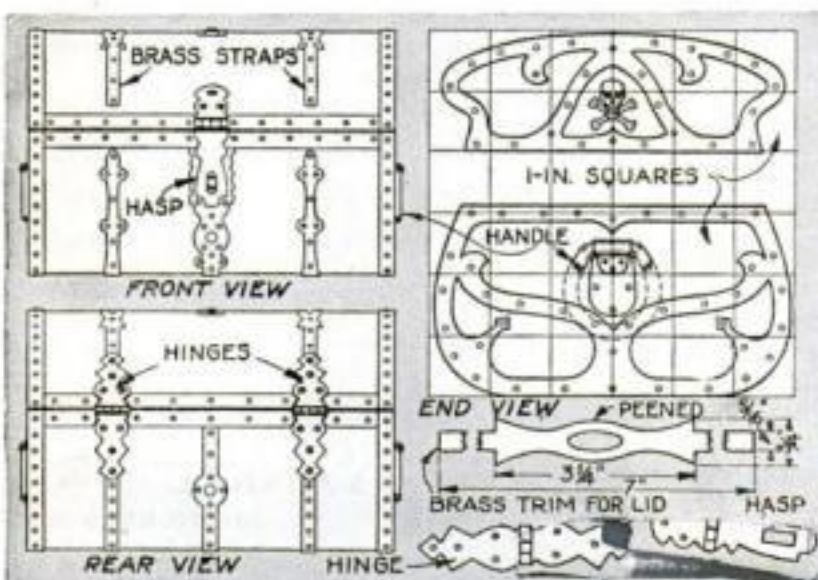 BRASS STRAPS
HASP
FRONT VIEW
1-IN. SQUARES
HANDLE
END VIEW
HINGES
REAR VIEW
PEENED
3¼"
7"
BRASS TRIM FOR LID
HASP
HINGE